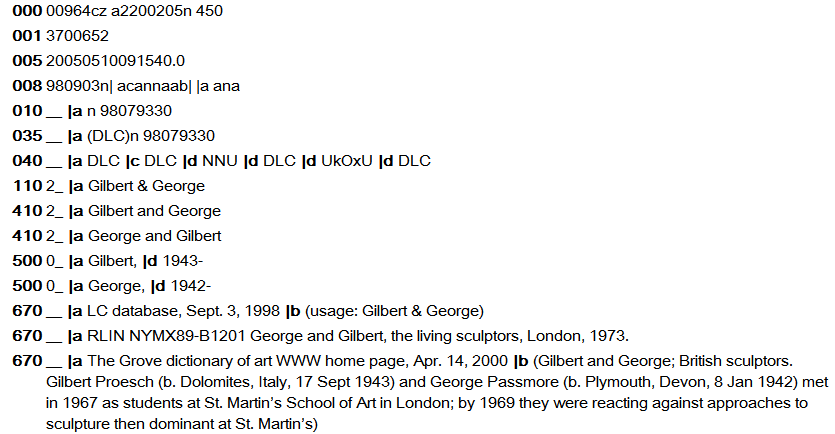 000 00964cz a2200205n 450
001 3700652
005 20050510091540.0
008 980903n| acannaab| |a ana
010 __ |a n 98079330
035 __ |a (DLC)n 98079330
040 __ |a DLC |c DLC |d NNU |d DLC |d UkOxU |d DLC
110 2_ |a Gilbert & George
410 2_ |a Gilbert and George
410 2_ |a George and Gilbert
500 0_ |a Gilbert, |d 1943-
500 0_ |a George, |d 1942-
670 __ |a LC database, Sept. 3, 1998 |b (usage: Gilbert & George)
670 __ |a RLIN NYMX89-B1201 George and Gilbert, the living sculptors, London, 1973.
670 __ |a The Grove dictionary of art WWW home page, Apr. 14, 2000 |b (Gilbert and George; British sculptors.
Gilbert Proesch (b. Dolomites, Italy, 17 Sept 1943) and George Passmore (b. Plymouth, Devon, 8 Jan 1942) met
in 1967 as students at St. Martin’s School of Art in London; by 1969 they were reacting against approaches to
sculpture then dominant at St. Martin’s)